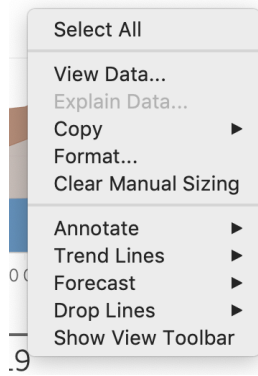 Select All
View Data...
Explain Data...
Copy
Format...
Clear Manual Sizing
Annotate
Trend Lines
Forecast
Drop Lines
Show View Toolbar